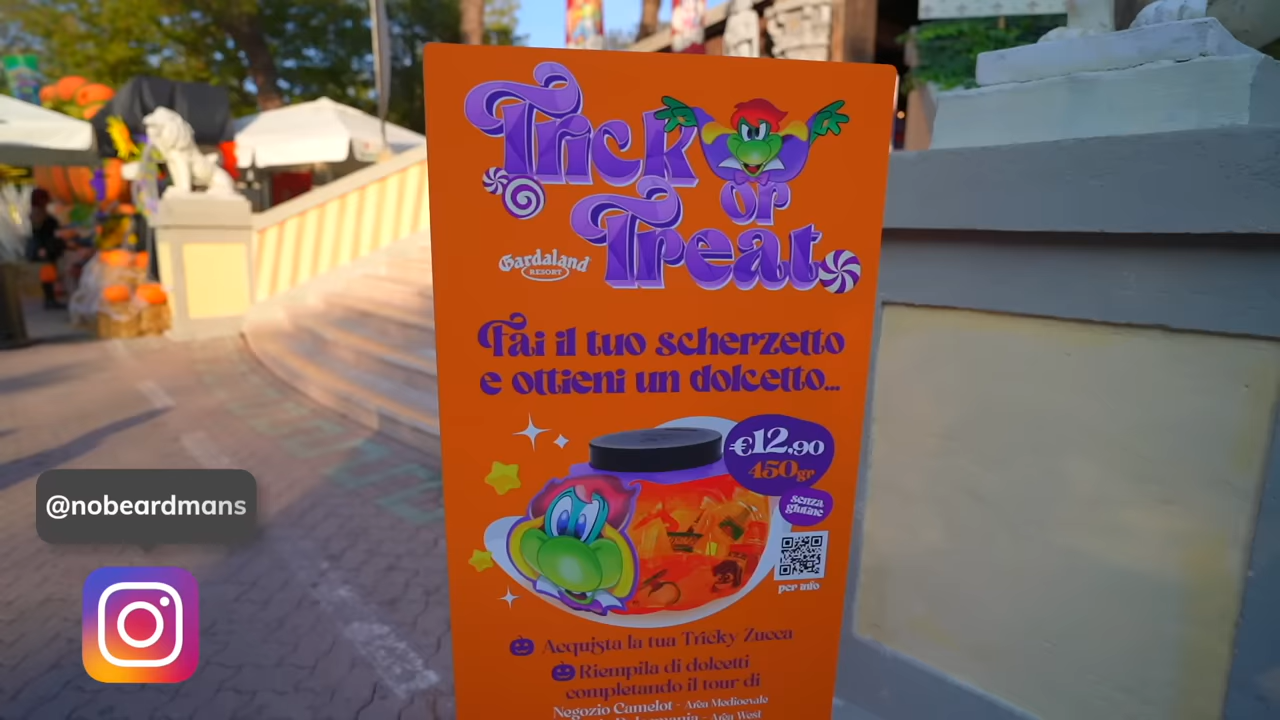 Trick
or
Treat
Gardaland
RESORT
Fai il tuo scherzetto
e ottieni un dolcetto...
€12,90
450gr
senza
glutine
per info
Acquista la tua Tricky Zucca
Riempila di dolcetti
completando il tour di
Negozio Camelot - Area Medioevale
- Area West
@nobeardmans